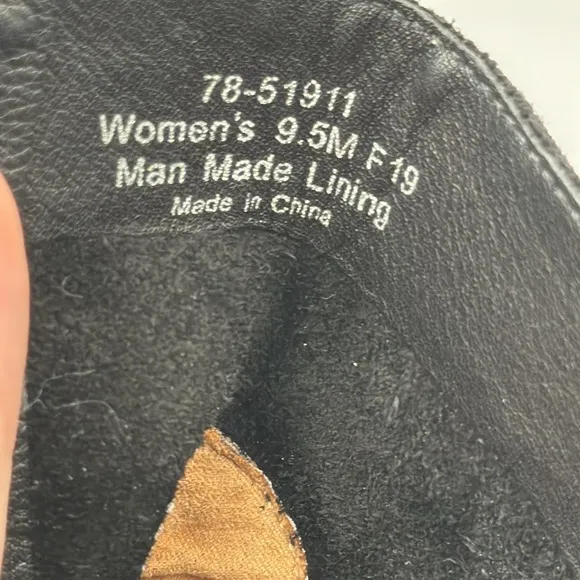 78-51911
Women's 9.5M F19
Man Made Lining
Made in China